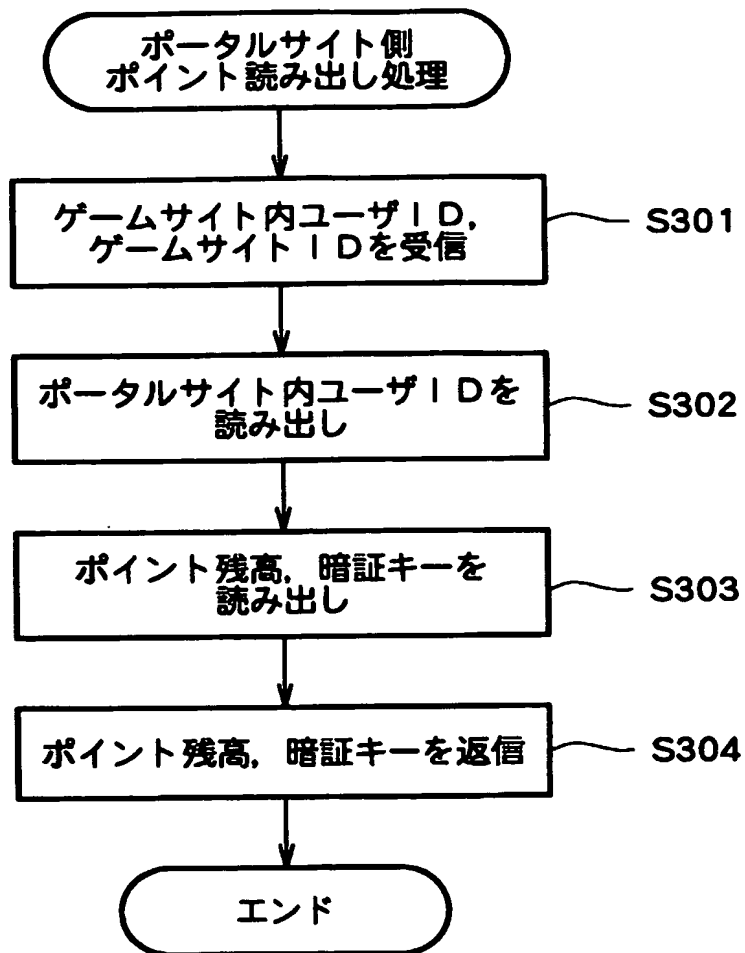 ポータルサイト側
ポイント読み出し処理
ゲームサイト内ユーザID,
ゲームサイトIDを受信
S301
ポータルサイト内ユーザIDを
読み出し
S302
ポイント残高, 暗証キーを
読み出し
S303
ポイント残高, 暗証キーを返信
S304
エンド